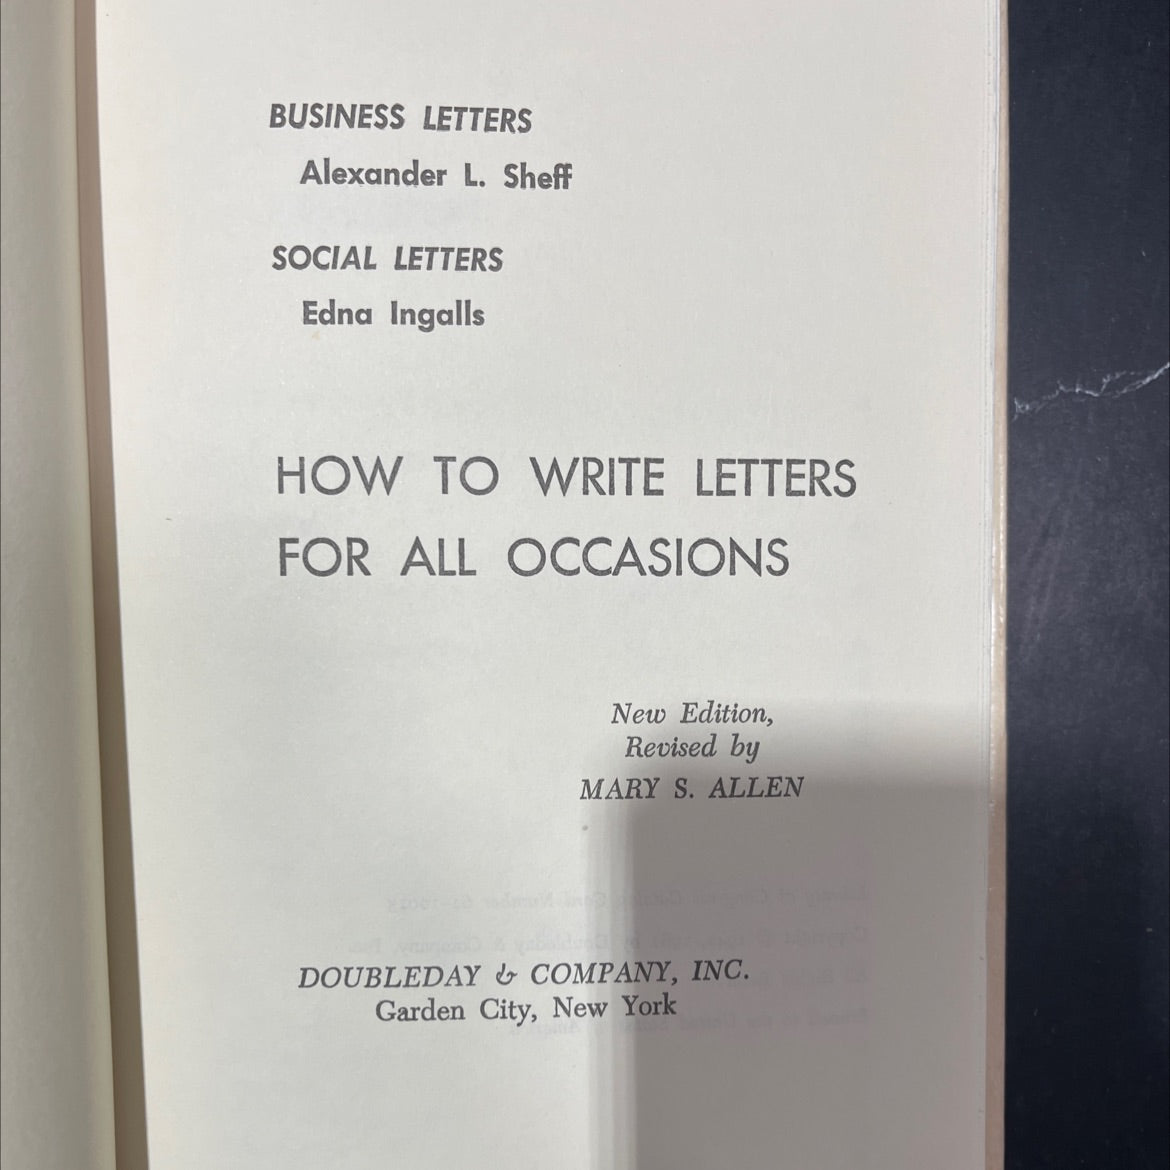 BUSINESS LETTERS
Alexander L. Sheff
SOCIAL LETTERS
Edna Ingalls
HOW TO WRITE LETTERS
FOR ALL OCCASIONS
New Edition,
Revised by
MARY S. ALLEN
DOUBLEDAY & COMPANY, INC.
Garden City, New York